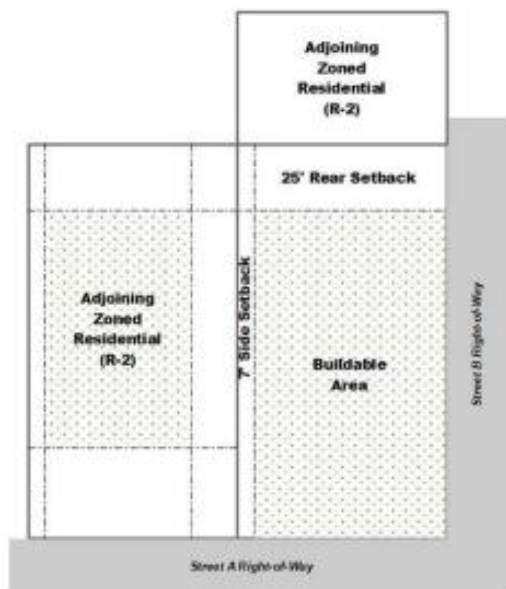 Adjoining
Zoned
Residential
(R-2)
25' Rear Setback
Adjoining
Zoned
Residential
(R-2)
7' Side Setback
Buildable
Area
Street B Right-of-Way
Street A Right-of-Way